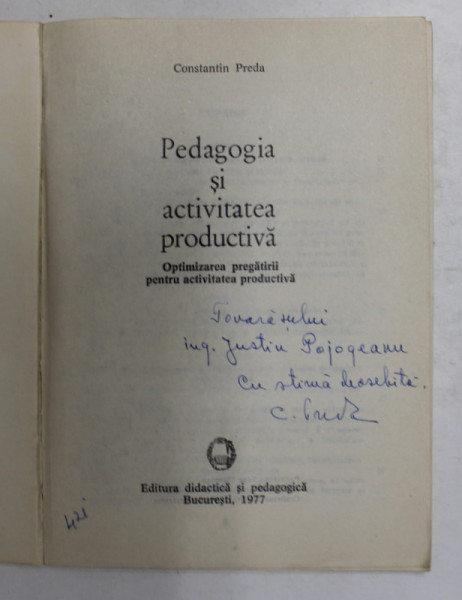 Constantin Preda
Pedagogia
și
activitatea
productivă
Optimizarea pregătirii
pentru activitatea productivă
Tovarășului
ing. Justin Pojogeanu
cu stimă deosebită.
C. Preda
Editura didactică și pedagogică
București, 1977